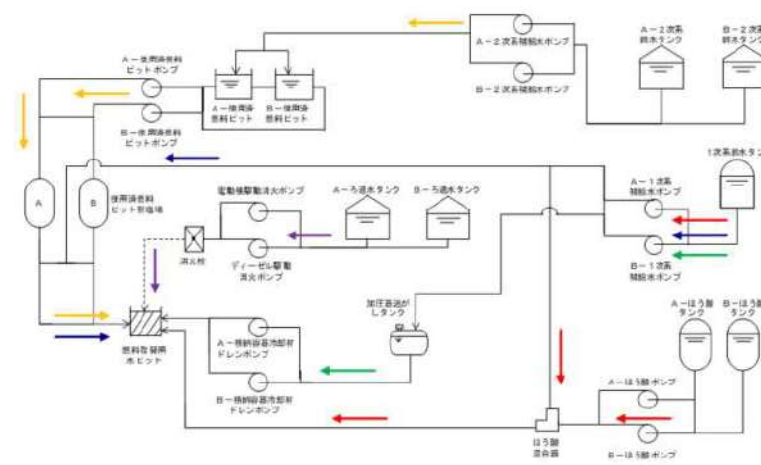 A-使用済燃料
ピットポンプ
B-使用済燃料
ピットポンプ
A-使用済
燃料ピット
B-使用済
燃料ピット
A-2次系補給水ポンプ
B-2次系補給水ポンプ
A-2次系
純水タンク
B-2次系
純水タンク
A
B
使用済燃料
ピット脱塩塔
電動機駆動消火ポンプ
ディーゼル駆動
消火ポンプ
消火栓
A-ろ過水タンク
B-ろ過水タンク
A-1次系
補給水ポンプ
B-1次系
補給水ポンプ
1次系純水タン
燃料取替用
水ピット
A-格納容器冷却材
ドレンポンプ
B-格納容器冷却材
ドレンポンプ
加圧器逃が
しタンク
ほう酸
混合器
A-ほう酸
タンク
B-ほう酸
タンク
A-ほう酸ポンプ
B-ほう酸ポンプ